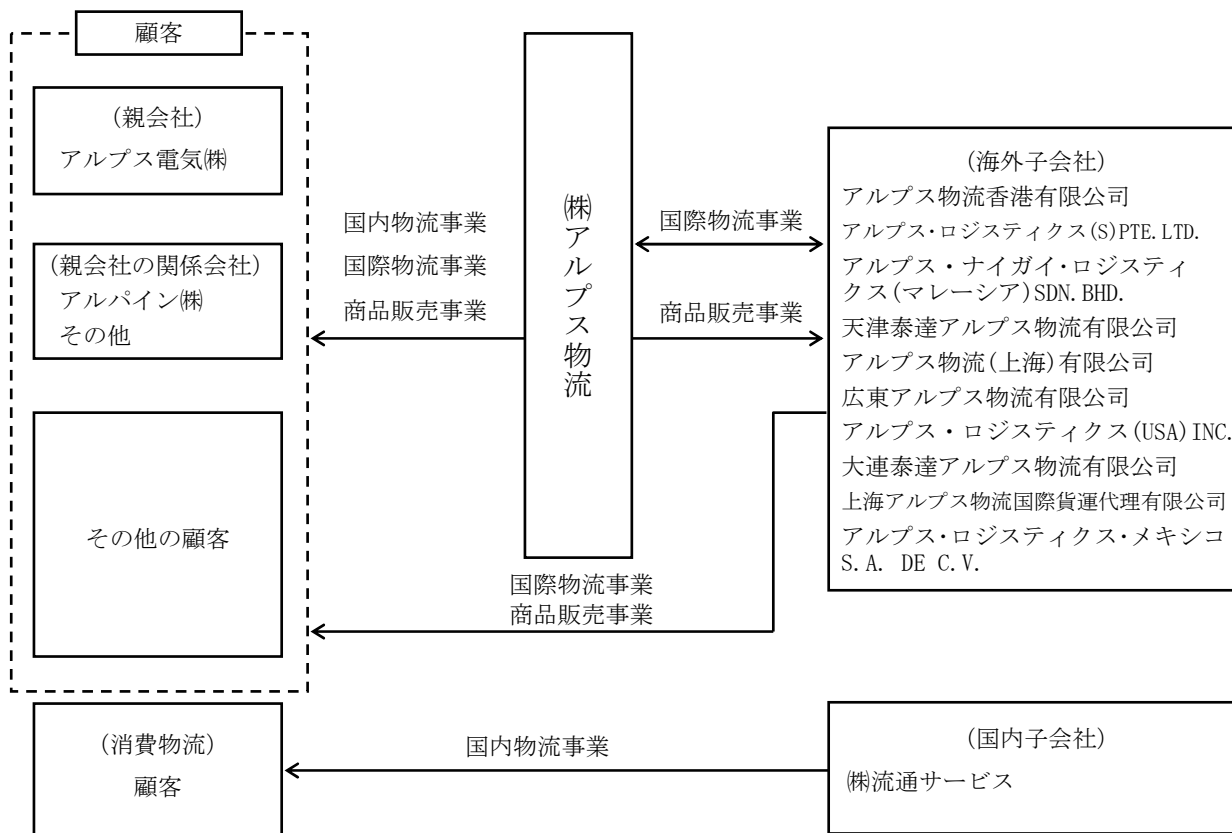 顧客
(親会社)
アルプス電気㈱
(親会社の関係会社)
アルパイン㈱
その他
その他の顧客
国内物流事業
国際物流事業
商品販売事業
㈱アルプス物流
国際物流事業
商品販売事業
(海外子会社)
アルプス物流香港有限公司
アルプス・ロジスティクス(S)PTE.LTD.
アルプス・ナイガイ・ロジスティ
クス(マレーシア)SDN.BHD.
天津泰達アルプス物流有限公司
アルプス物流(上海)有限公司
広東アルプス物流有限公司
アルプス・ロジスティクス(USA)INC.
大連泰達アルプス物流有限公司
上海アルプス物流国際貨運代理有限公司
アルプス・ロジスティクス・メキシコ
S.A. DE C.V.
国際物流事業
商品販売事業
(消費物流)
顧客
国内物流事業
(国内子会社)
㈱流通サービス